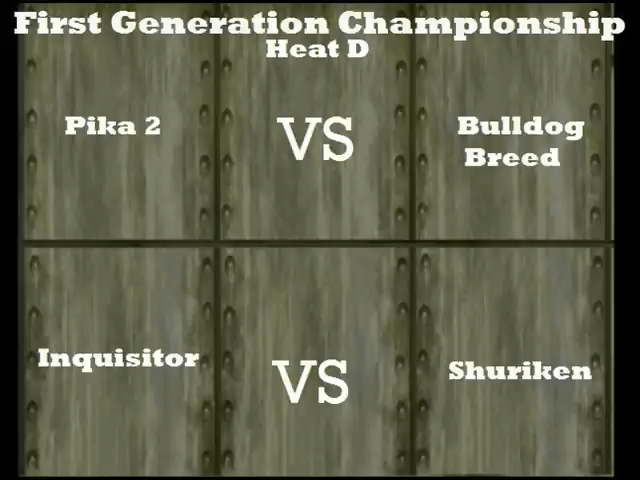 First Generation Championship
Heat D
Pika 2
VS
Bulldog
Breed
Inquisitor
VS
Shuriken